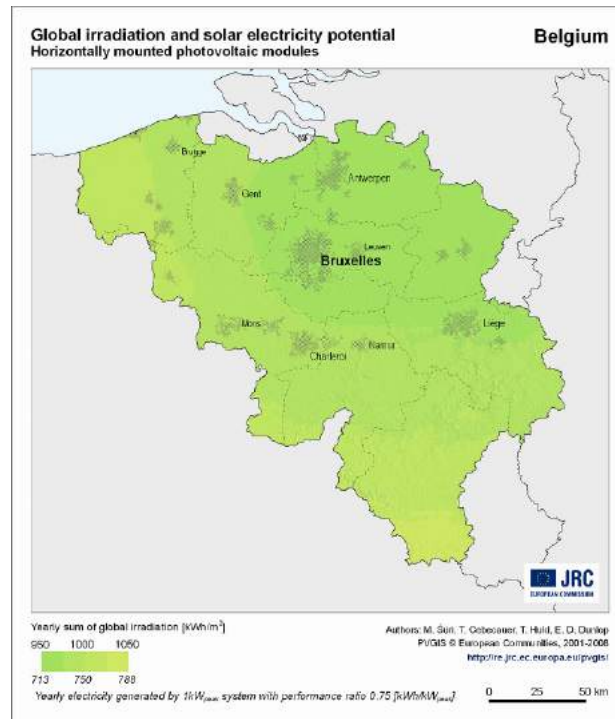 Global irradiation and solar electricity potential
Horizontally mounted photovoltaic modules
Belgium
Brugge
Gent
Antwerpen
Leuven
Bruxelles
Mons
Charleroi
Namur
Liège
JRC
EUROPEAN COMMISSION
Yearly sum of global irradiation [kWh/m²]
950 1000 1050
713 750 788
Yearly electricity generated by 1kWpeak system with performance ratio 0.75 [kWh/kWpeak]
Authors: M. Šúri, T. Cebecauer, T. Huld, E. D. Dunlop
PVGIS © European Communities, 2001-2008
http://re.jrc.ec.europa.eu/pvgis/
0 25 50 km